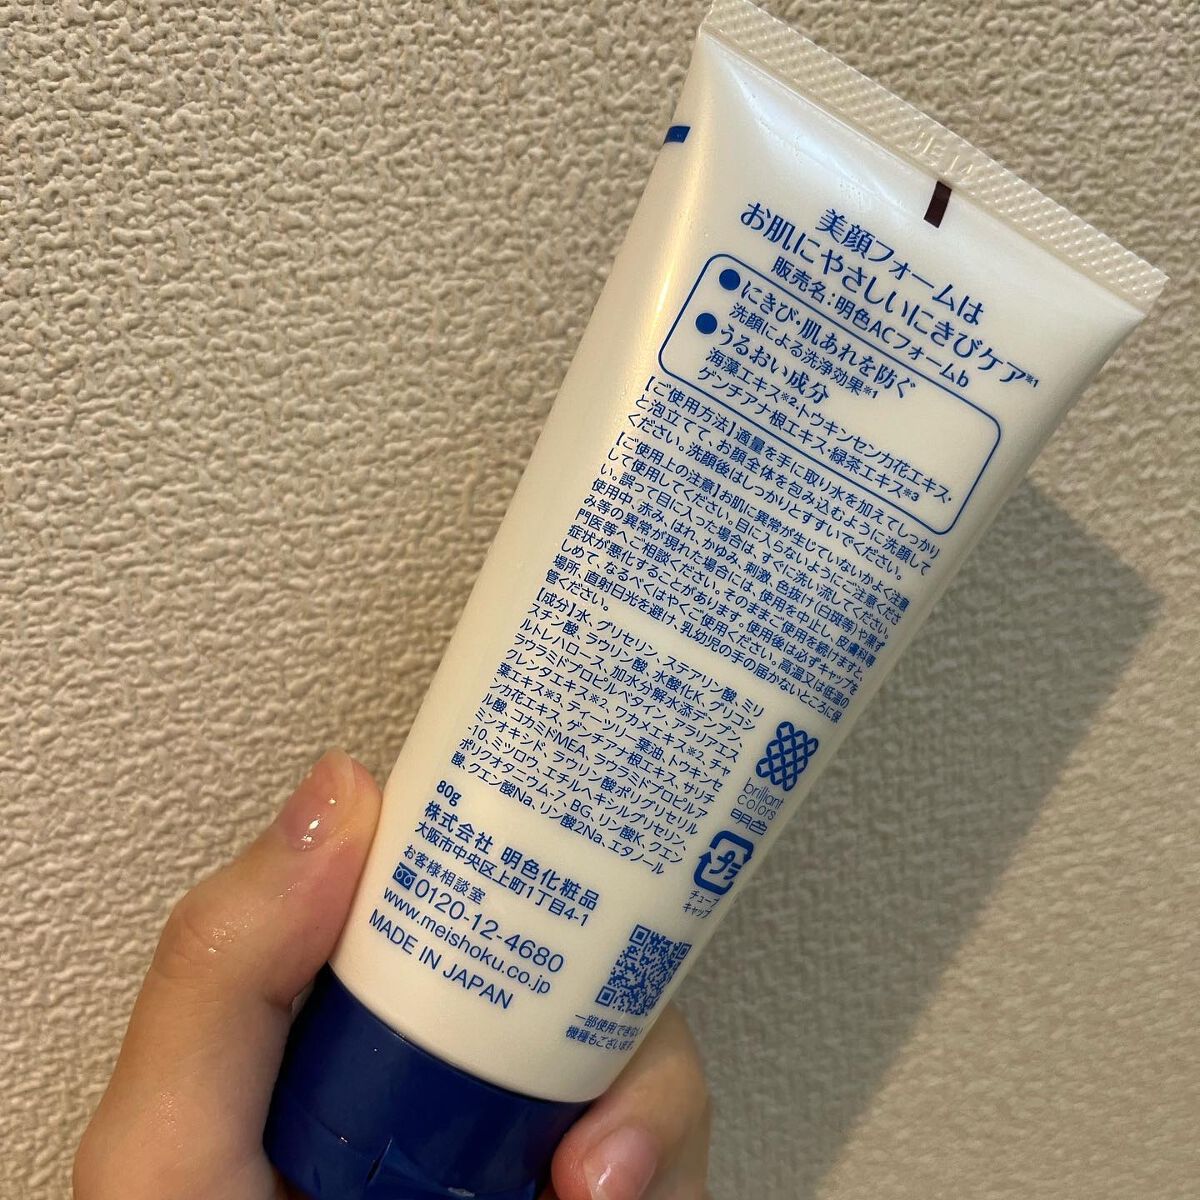 美顔フォームは
お肌にやさしいにきびケア※1
販売名:明色ACフォームb
●にきび・肌あれを防ぐ
洗顔による洗浄効果※1
●うるおい成分
海藻エキス※2・トウキンセンカ花エキス・
ゲンチアナ根エキス・緑茶エキス※3
【ご使用方法】適量を手に取り水を加えてしっかり
と泡立てて、お顔全体を包み込むように洗顔して
ください。洗顔後はしっかりとすすいでください。
【ご使用上の注意】お肌に異常が生じていないかよく注意
して使用してください。目に入らないようにご注意くださ
い。誤って目に入った場合は、すぐに洗い流してください。
使用中、赤み、はれ、かゆみ、刺激、色抜け(白斑等)や黒ず
み等の異常が現れた場合には、使用を中止し、皮膚科専
門医等へご相談ください。そのままご使用を続けますと
症状が悪化することがあります。使用後は必ずキャップを
しめて、なるべくはやくご使用ください。高温又は低温の
場所、直射日光を避け、乳幼児の手の届かないところに保
管ください。
【成分】水、グリセリン、ステアリン酸、ミリ
スチン酸、ラウリン酸、水酸化K、グリコシ
ルトレハロース、加水分解水添デンプン、
ラウラミドプロピルベタイン、アラリアエス
クレンタエキス※2、ワカメエキス※2、チャ
葉エキス※3、ティーツリー葉油、トウキンセ
ンカ花エキス、ゲンチアナ根エキス、サリチ
ル酸、コカミドMEA、ラウラミドプロピルア
ミンオキシド、ラウリン酸ポリグリセリル
-10、ミツロウ、エチルヘキシルグリセリン、
ポリクオタニウム-7、BG、リン酸K、クエン
酸、クエン酸Na、リン酸2Na、エタノール
80g
株式会社 明色化粧品
大阪市中央区上町1丁目4-1
お客様相談室
0120-12-4680
www.meishoku.co.jp
MADE IN JAPAN
brilliant
colors
明色
プラ
チューブ
キャップ
一部使用できない
機種もございます。